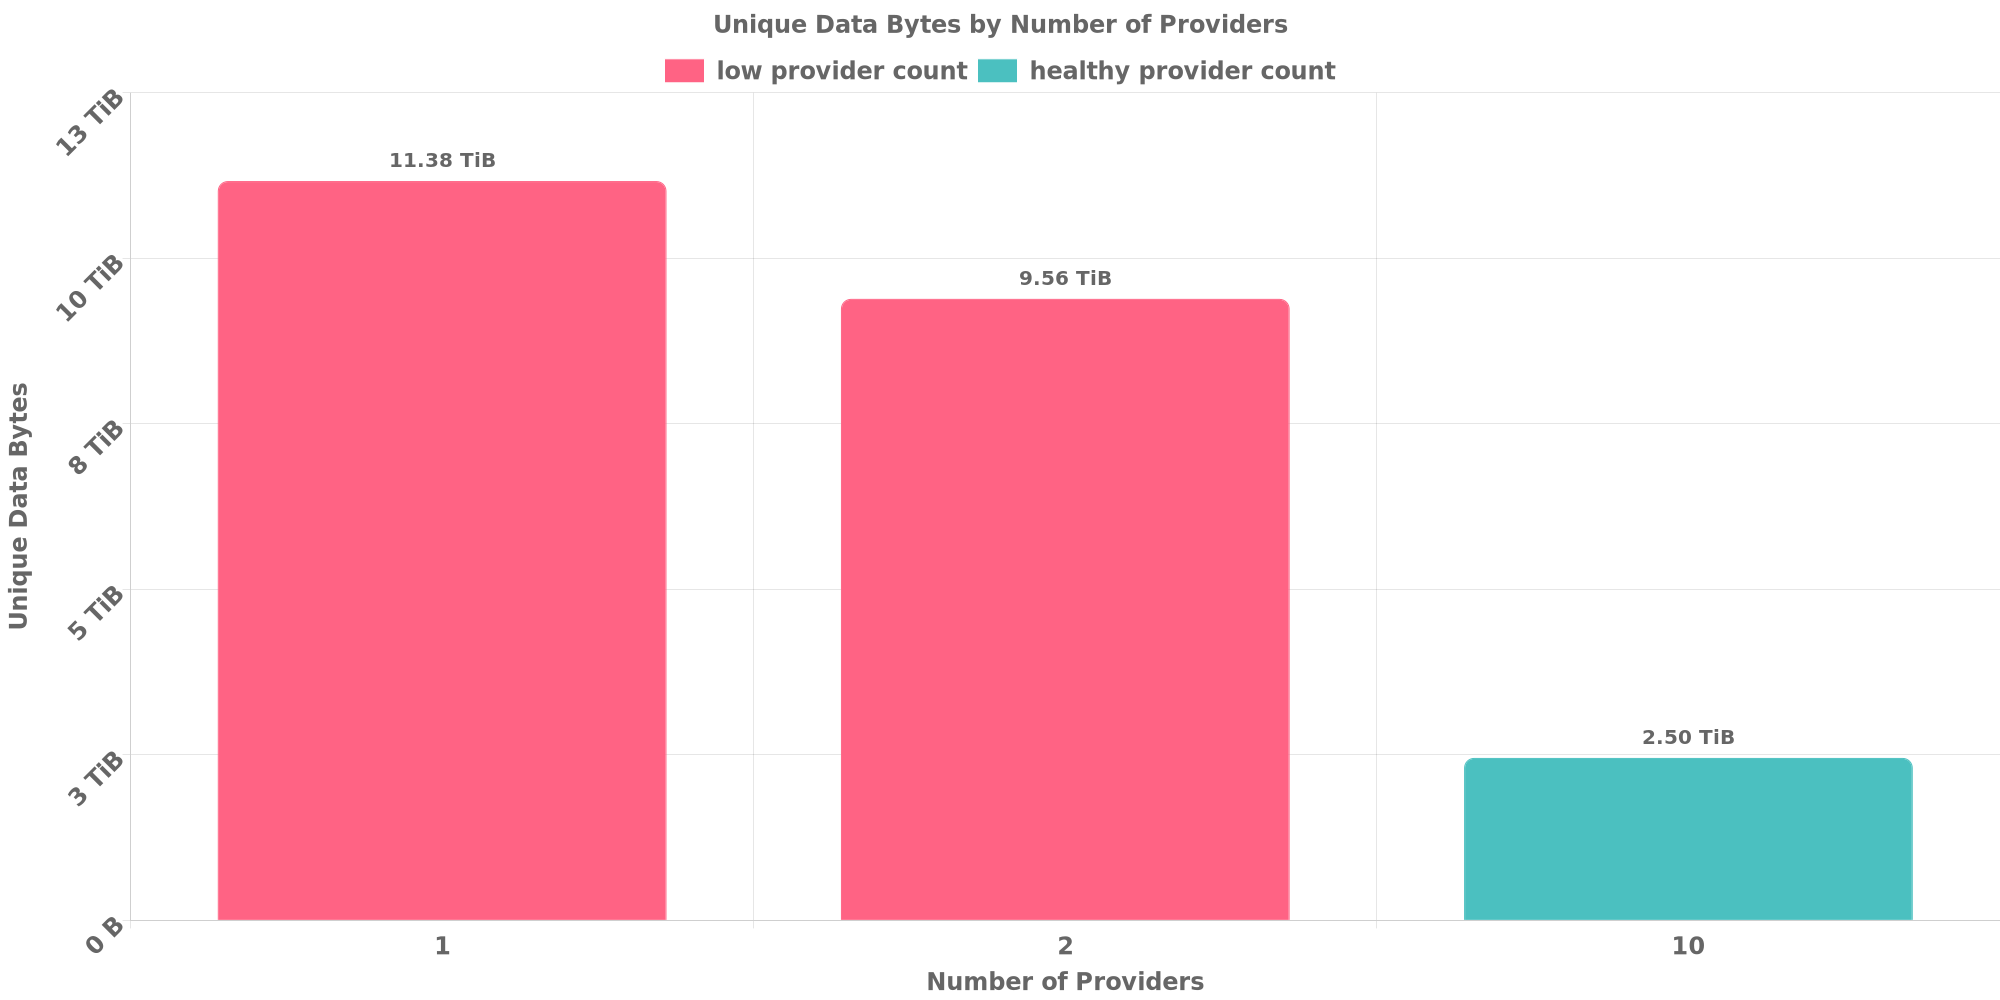 Unique Data Bytes by Number of Providers
low provider count healthy provider count
13 TiB
11.38 TiB
10 TiB
9.56 TiB
8 TiB
5 TiB
3 TiB
2.50 TiB
0 B
Unique Data Bytes
1 2 10
Number of Providers